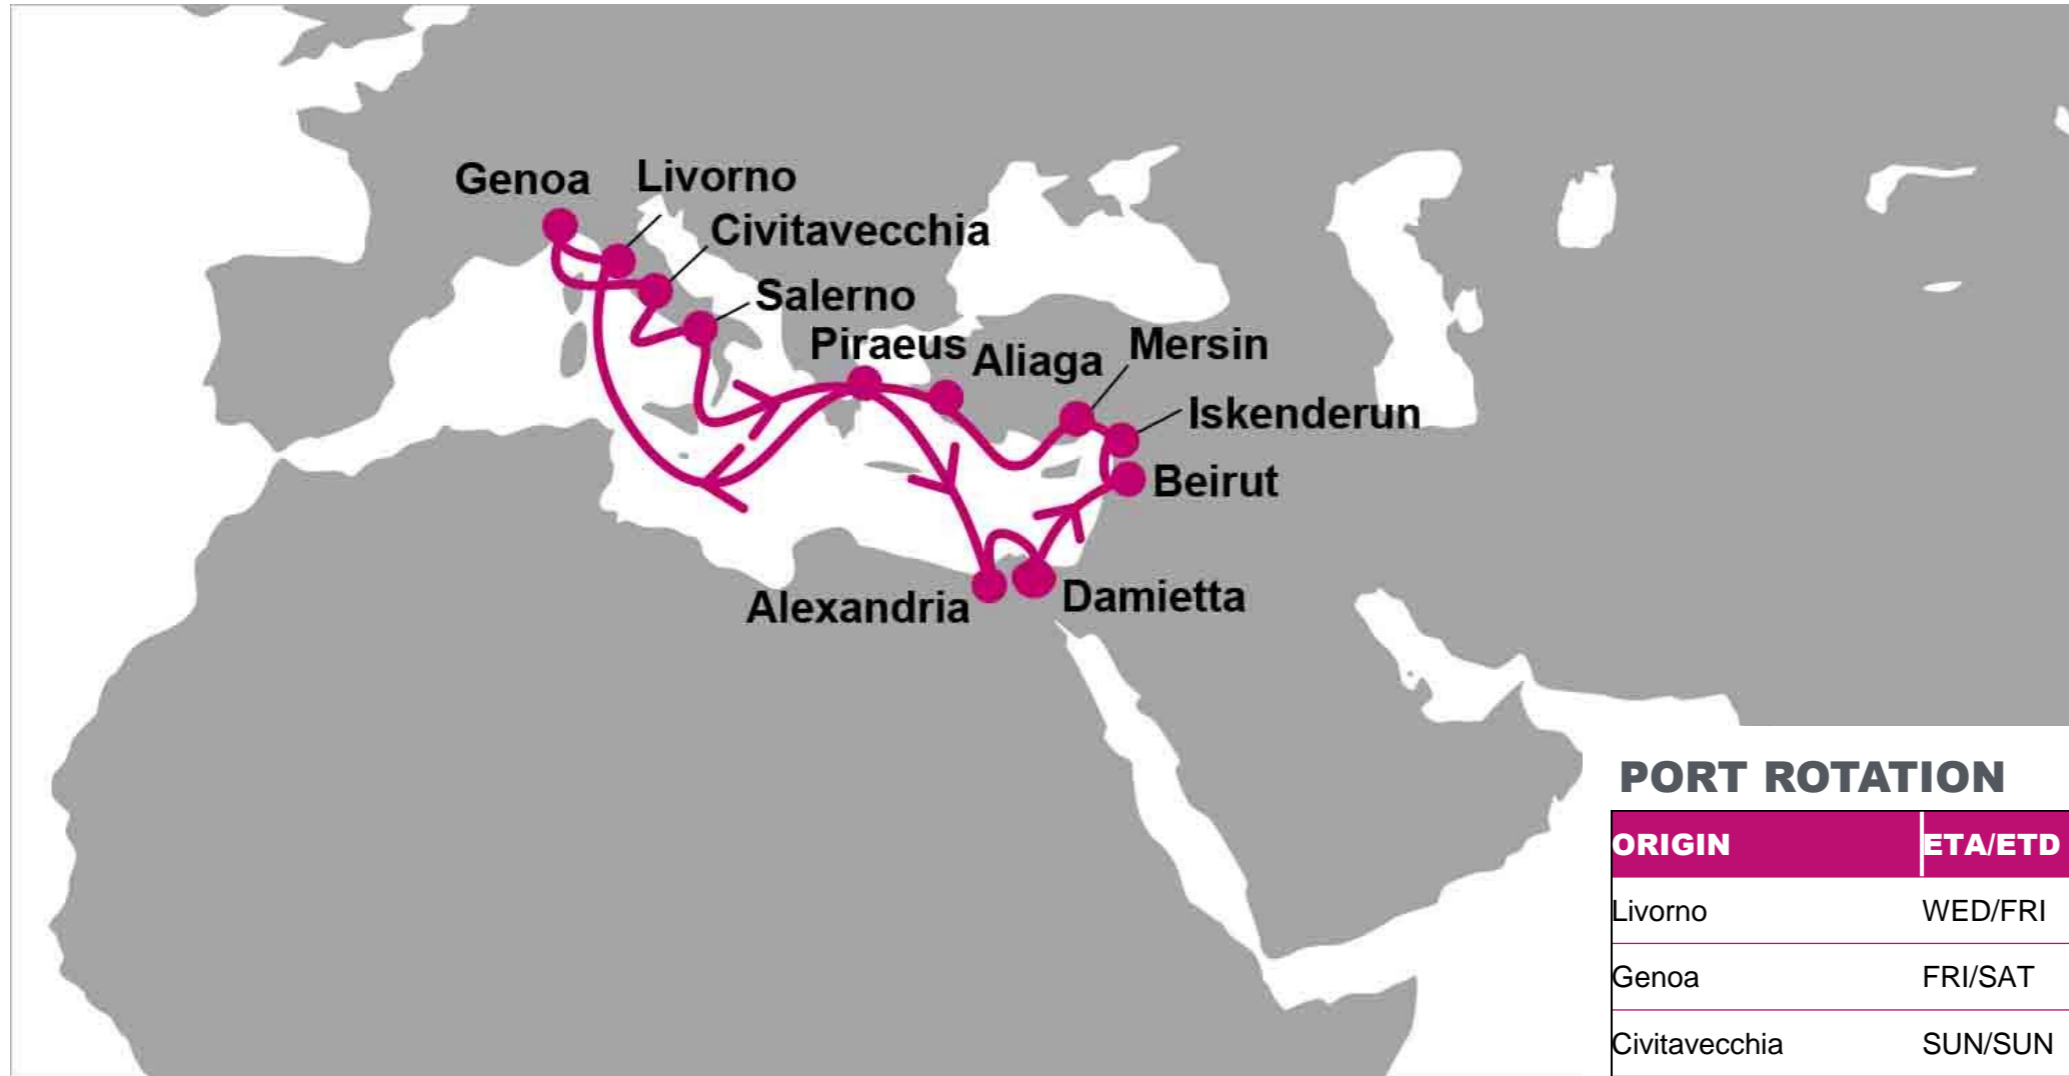 Genoa
Livorno
Civitavecchia
Salerno
Piraeus
Aliaga
Mersin
Iskenderun
Beirut
Alexandria
Damietta
PORT ROTATION
ORIGIN ETA/ETD
Livorno WED/FRI
Genoa FRI/SAT
Civitavecchia SUN/SUN